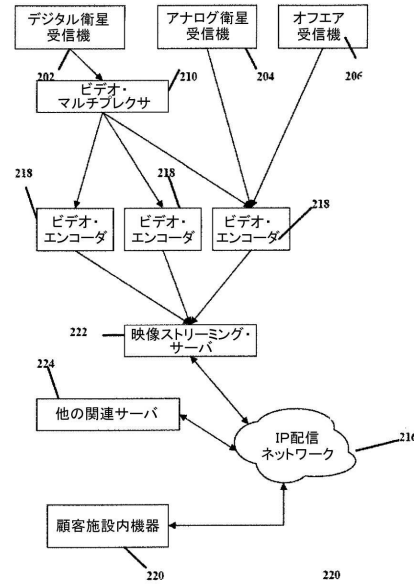 デジタル衛星
受信機
アナログ衛星
受信機
オフエア
受信機
202
210
204
206
ビデオ・
マルチプレクサ
218
218
218
ビデオ・
エンコーダ
ビデオ・
エンコーダ
ビデオ・
エンコーダ
222
映像ストリーミング・
サーバ
224
他の関連サーバ
IP配信
ネットワーク
216
顧客施設内機器
220
220